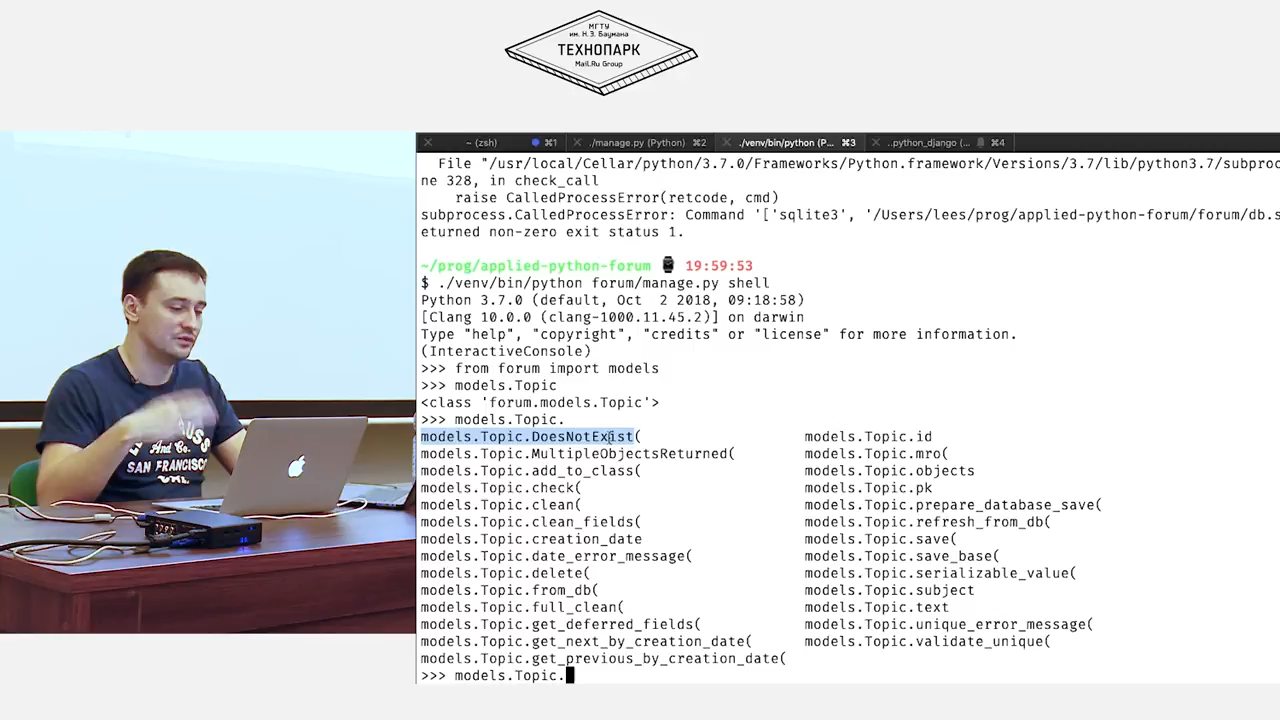 МГТУ
им. Н.Э. Баумана
ТЕХНОПАРК
Mail.Ru Group
~ (zsh) ⌘1 ./manage.py (Python) ⌘2 ./venv/bin/python (P... ⌘3 ..python_django (... ⌘4
File "/usr/local/Cellar/python/3.7.0/Frameworks/Python.framework/Versions/3.7/lib/python3.7/subproc
ne 328, in check_call
raise CalledProcessError(retcode, cmd)
subprocess.CalledProcessError: Command '['sqlite3', '/Users/lees/prog/applied-python-forum/forum/db.s
eturned non-zero exit status 1.
~/prog/applied-python-forum 19:59:53
$ ./venv/bin/python forum/manage.py shell
Python 3.7.0 (default, Oct 2 2018, 09:18:58)
[Clang 10.0.0 (clang-1000.11.45.2)] on darwin
Type "help", "copyright", "credits" or "license" for more information.
(InteractiveConsole)
>>> from forum import models
>>> models.Topic
<class 'forum.models.Topic'>
>>> models.Topic.
models.Topic.DoesNotExist( models.Topic.id
models.Topic.MultipleObjectsReturned( models.Topic.mro(
models.Topic.add_to_class( models.Topic.objects
models.Topic.check( models.Topic.pk
models.Topic.clean( models.Topic.prepare_database_save(
models.Topic.clean_fields( models.Topic.refresh_from_db(
models.Topic.creation_date models.Topic.save(
models.Topic.date_error_message( models.Topic.save_base(
models.Topic.delete( models.Topic.serializable_value(
models.Topic.from_db( models.Topic.subject
models.Topic.full_clean( models.Topic.text
models.Topic.get_deferred_fields( models.Topic.unique_error_message(
models.Topic.get_next_by_creation_date( models.Topic.validate_unique(
models.Topic.get_previous_by_creation_date(
>>> models.Topic.
And Co.
SAN FRANCISCO